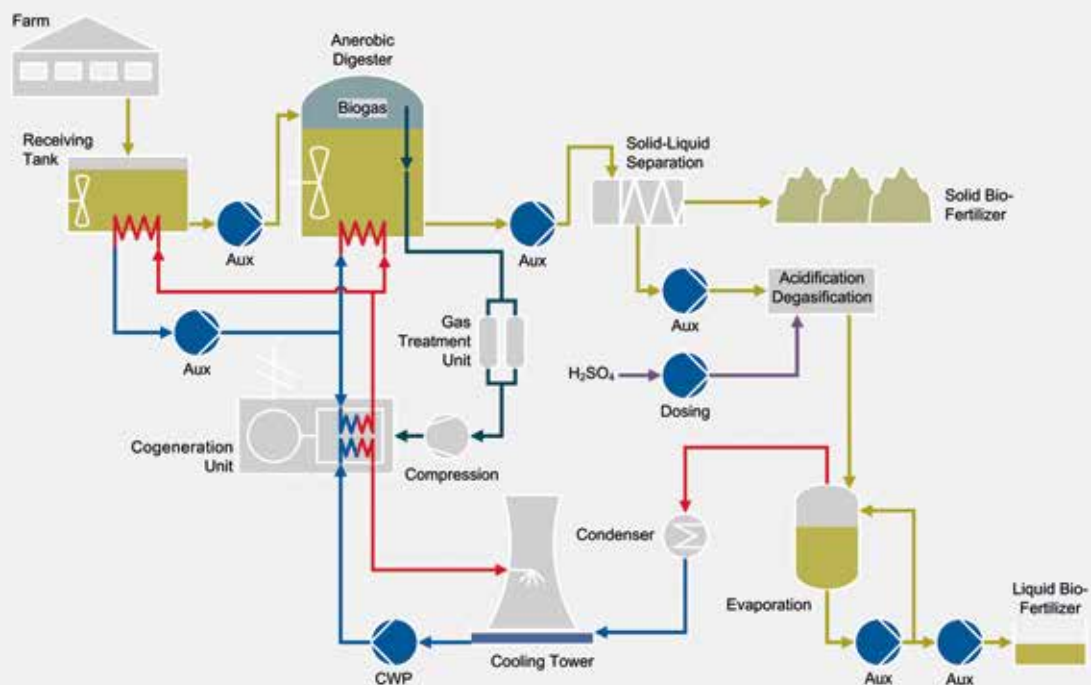 Farm
Anerobic
Digester
Biogas
Receiving
Tank
Solid-Liquid
Separation
Solid Bio-
Fertilizer
Aux
Aux
Acidification
Degasification
Aux
Gas
Treatment
Unit
Aux
H₂SO₄
Dosing
Cogeneration
Unit
Compression
Condenser
Evaporation
Liquid Bio-
Fertilizer
Cooling Tower
CWP
Aux
Aux